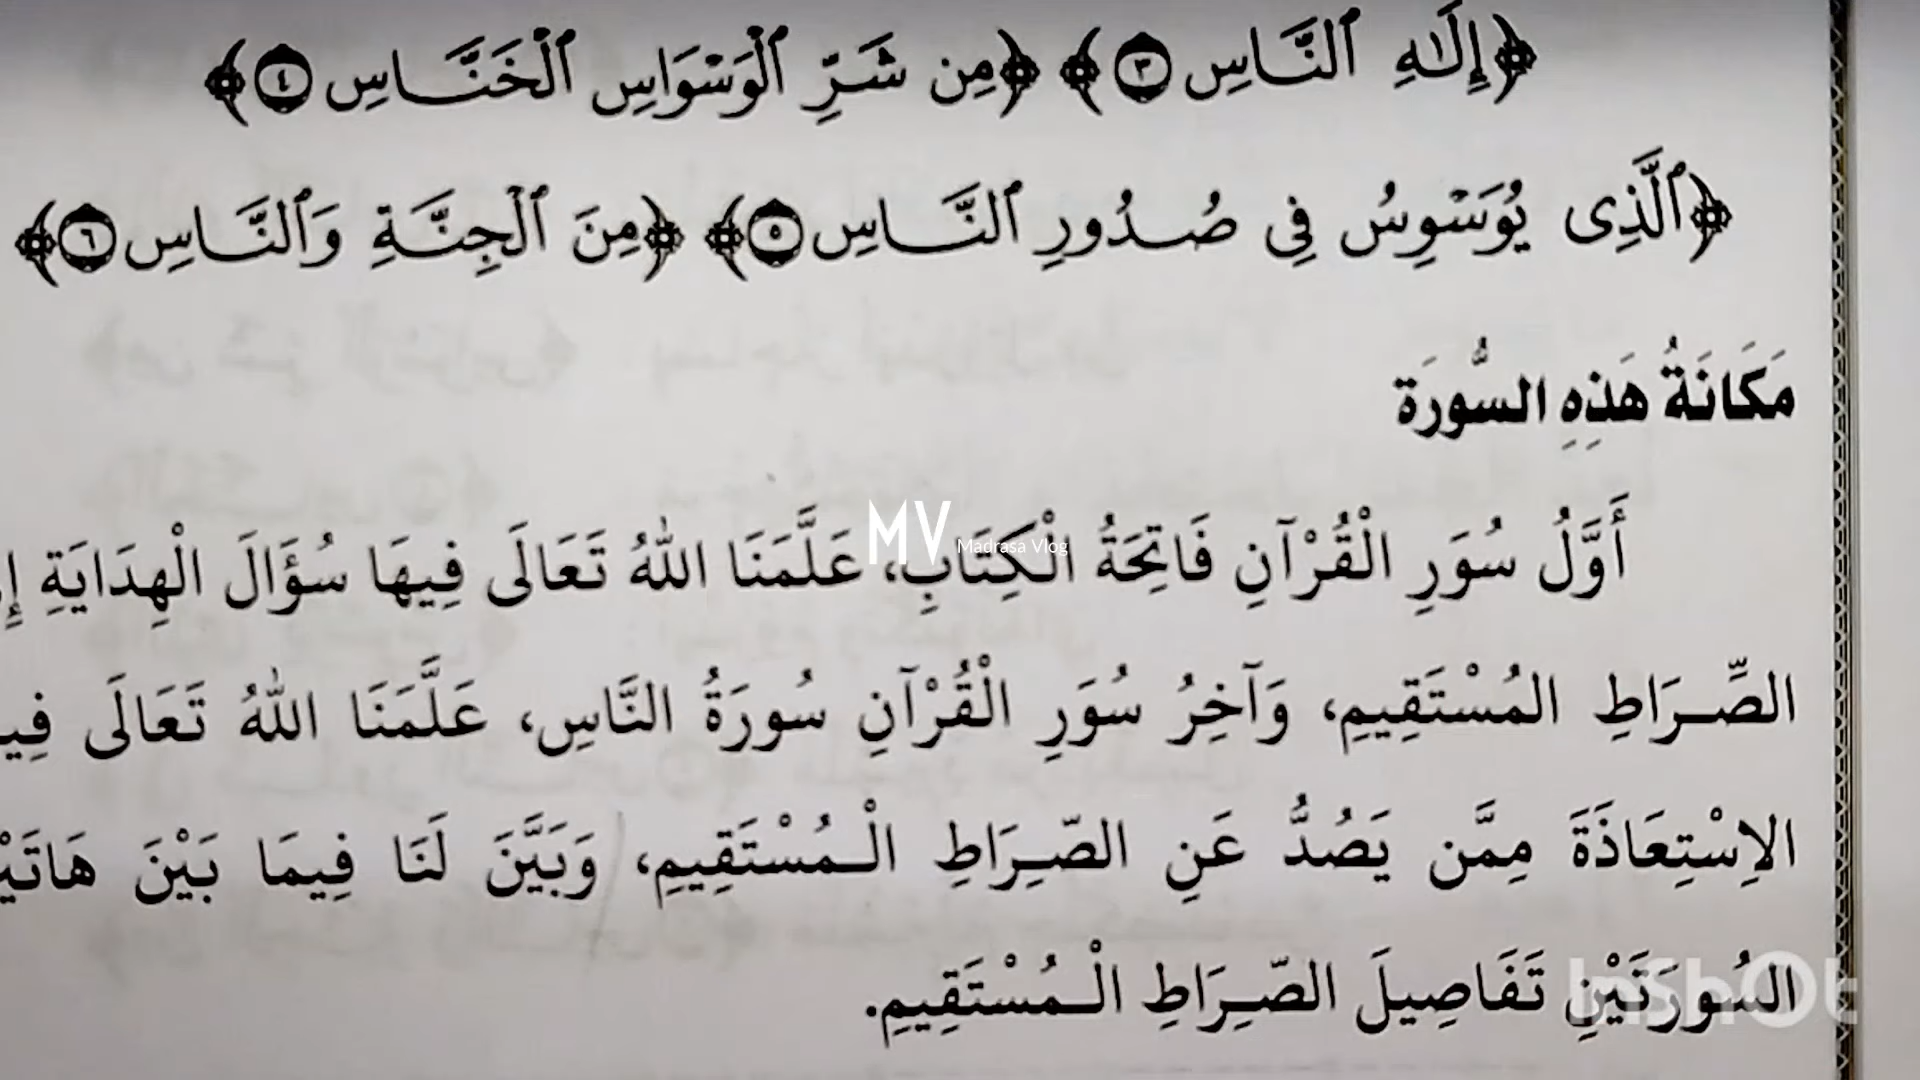 ﴿إِلَٰهِ ٱلنَّاسِ ٣﴾ ﴿مِن شَرِّ ٱلْوَسْوَاسِ ٱلْخَنَّاسِ ٤﴾
﴿ٱلَّذِى يُوَسْوِسُ فِى صُدُورِ ٱلنَّاسِ ٥﴾ ﴿مِنَ ٱلْجِنَّةِ وَٱلنَّاسِ ٦﴾
مَكَانَةُ هَذِهِ السُّورَة
أَوَّلُ سُوَرِ الْقُرْآنِ فَاتِحَةُ الْكِتَابِ، عَلَّمَنَا اللهُ تَعَالَى فِيهَا سُؤَالَ الْهِدَايَةِ
MV Madrasa Vlog
الصِّرَاطِ المُسْتَقِيمِ، وَآخِرُ سُوَرِ الْقُرْآنِ سُورَةُ النَّاسِ، عَلَّمَنَا اللهُ تَعَالَى
الاِسْتِعَاذَةَ مِمَّن يَصُدُّ عَنِ الصِّرَاطِ الْمُسْتَقِيمِ، وَبَيَّنَ لَنَا فِيمَا بَيْنَ
السُّورَتَيْنِ تَفَاصِيلَ الصِّرَاطِ الْمُسْتَقِيمِ.
InShOt